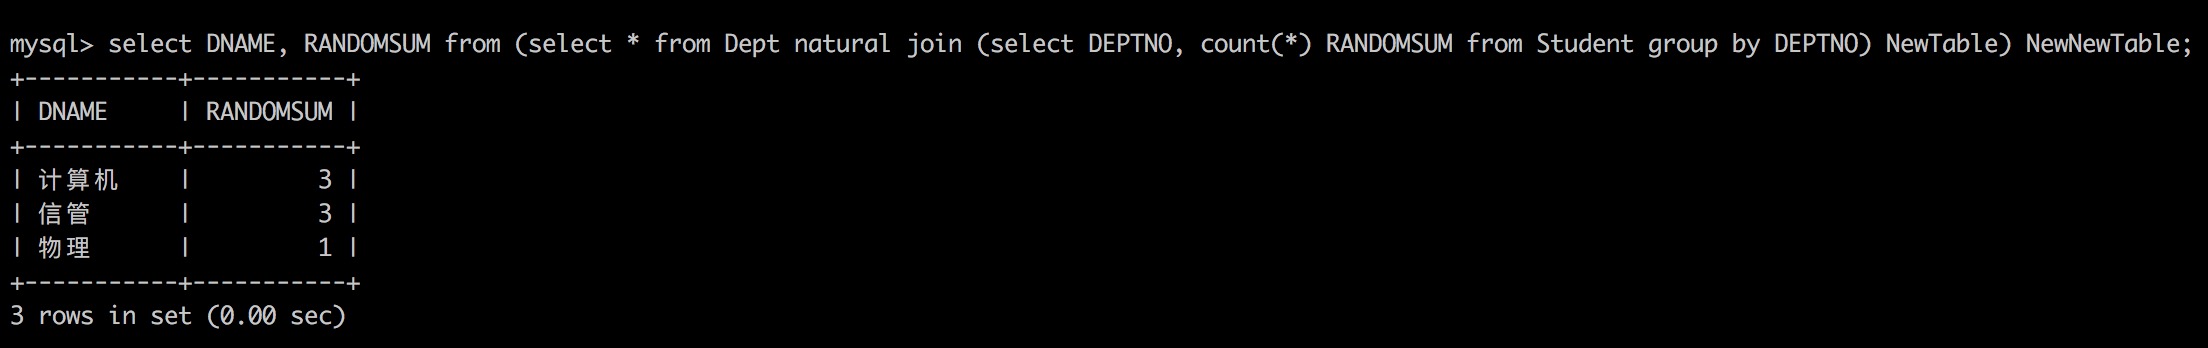 mysql> select DNAME, RANDOMSUM from (select * from Dept natural join (select DEPTNO, count(*) RANDOMSUM from Student group by DEPTNO) NewTable) NewNewTable;
+-----------+-----------+
| DNAME     | RANDOMSUM |
+-----------+-----------+
| 计算机    |         3 |
| 信管      |         3 |
| 物理      |         1 |
+-----------+-----------+
3 rows in set (0.00 sec)